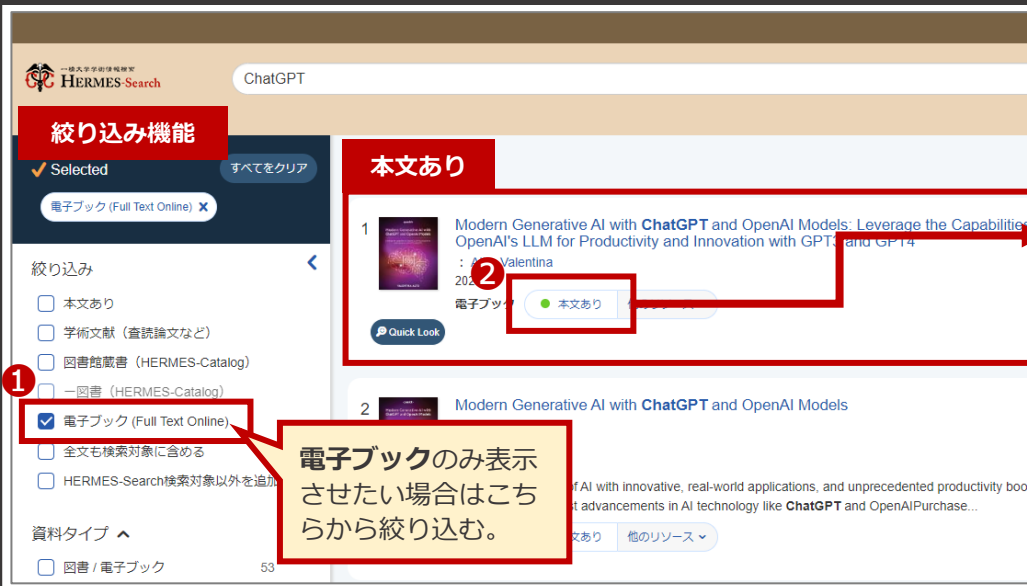 一橋大学学術情報検索
HERMES-Search
ChatGPT
絞り込み機能
Selected
すべてをクリア
電子ブック (Full Text Online) X
本文あり
絞り込み
本文あり
学術文献（査読論文など）
図書館蔵書（HERMES-Catalog）
一図書（HERMES-Catalog）
電子ブック (Full Text Online)
全文も検索対象に含める
HERMES-Search検索対象以外を追加
資料タイプ
図書 / 電子ブック 53
1
Modern Generative AI with ChatGPT and OpenAI Models: Leverage the Capabilities
OpenAI's LLM for Productivity and Innovation with GPT3 and GPT4
: Valentina
202
電子ブック
本文あり
Quick Look
2
Modern Generative AI with ChatGPT and OpenAI Models
of AI with innovative, real-world applications, and unprecedented productivity boo
advancements in AI technology like ChatGPT and OpenAIPurchase...
文あり 他のリソース
1
2
電子ブックのみ表示
させたい場合はこち
らから絞り込む。